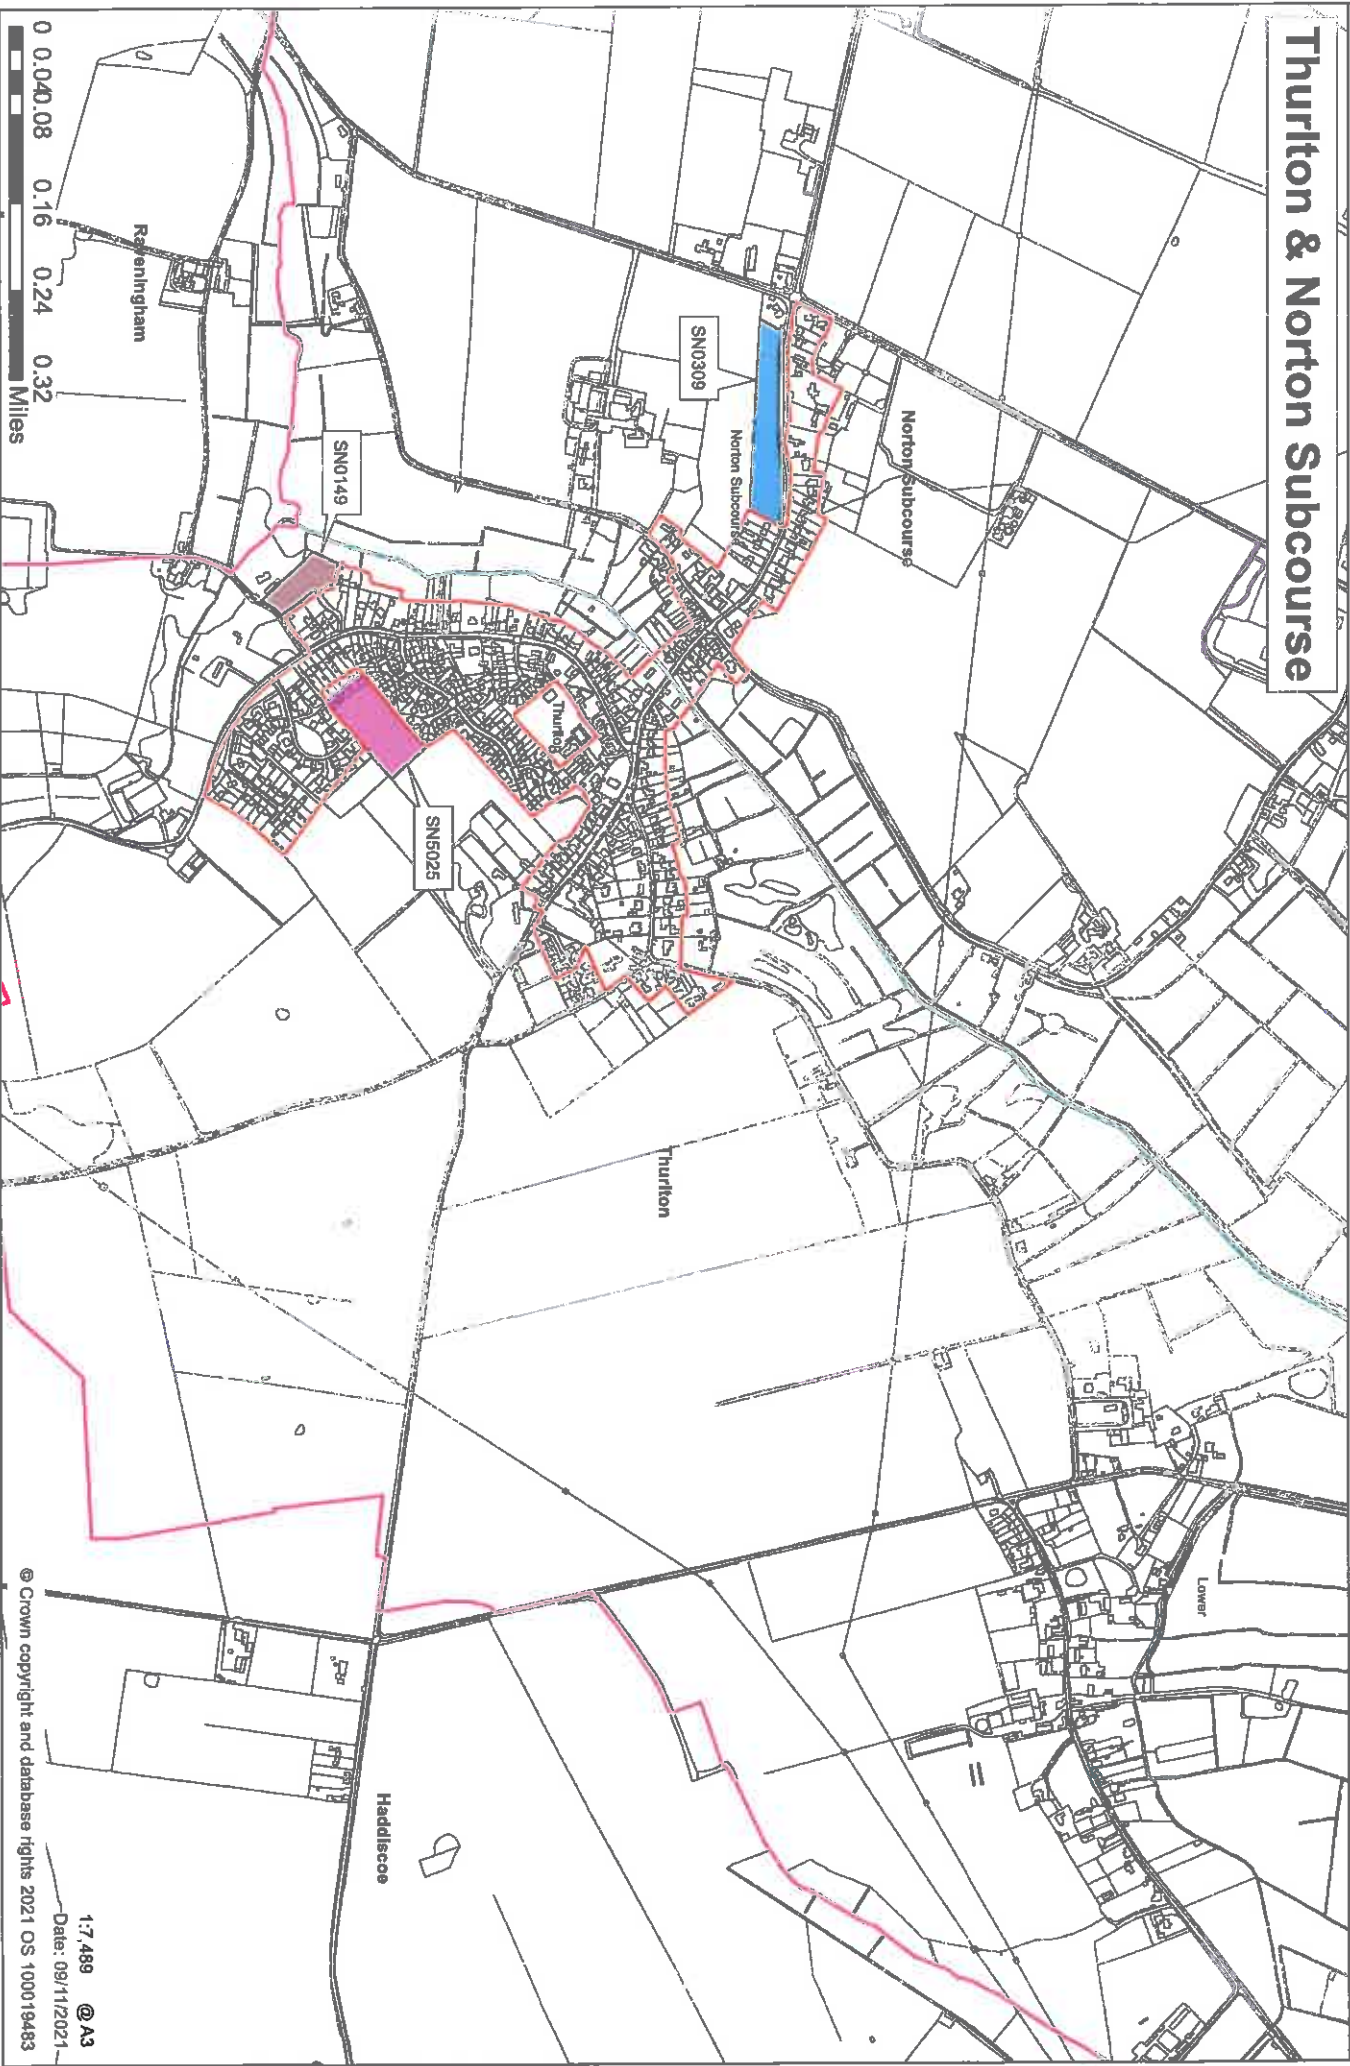 Thurlton & Norton Subcourse
Norton Subcourse
SN0309
Norton Subcourse
Thurlton
Thurlton
SN5025
SN0149
Raveningham
Lower
Haddiscoe
0 0.040.08 0.16 0.24 0.32
Miles
1:7,489 @A3
Date: 09/11/2021
© Crown copyright and database rights 2021 OS 100019483